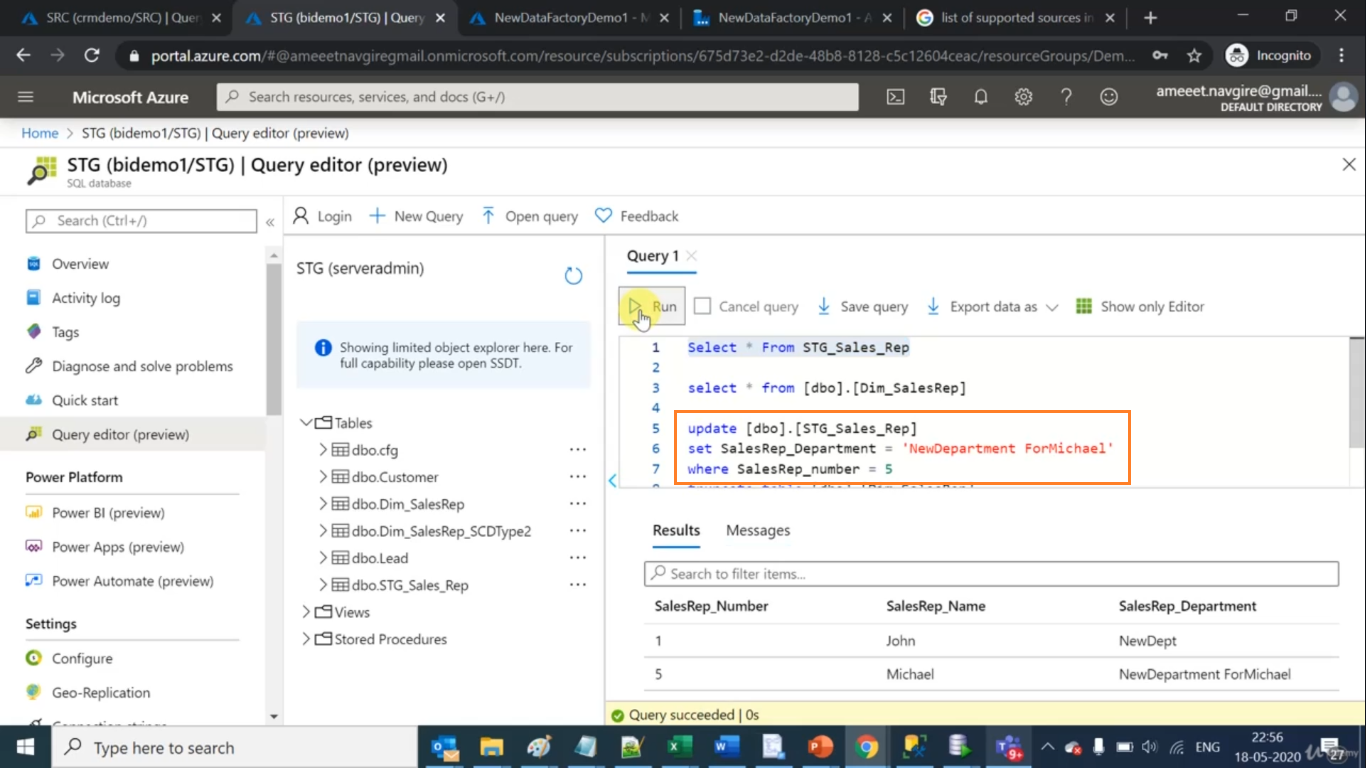 SRC (crmdemo/SRC) | Quer
STG (bidemo1/STG) | Query
NewDataFactoryDemo1 - M
NewDataFactoryDemo1 - A
list of supported sources in
portal.azure.com/#@ameeetnavgiregmail.onmicrosoft.com/resource/subscriptions/675d73e2-d2de-48b8-8128-c5c12604ceac/resourceGroups/Dem...
Incognito
Microsoft Azure
Search resources, services, and docs (G+/)
ameeet.navgire@gmail....
DEFAULT DIRECTORY
Home > STG (bidemo1/STG) | Query editor (preview)
STG (bidemo1/STG) | Query editor (preview)
SQL database
Search (Ctrl+/)
«
Overview
Activity log
Tags
Diagnose and solve problems
Quick start
Query editor (preview)
Power Platform
Power BI (preview)
Power Apps (preview)
Power Automate (preview)
Settings
Configure
Geo-Replication
Connection strings
Login
New Query
Open query
Feedback
STG (serveradmin)
Showing limited object explorer here. For
full capability please open SSDT.
Tables
dbo.cfg
dbo.Customer
dbo.Dim_SalesRep
dbo.Dim_SalesRep_SCDType2
dbo.Lead
dbo.STG_Sales_Rep
Views
Stored Procedures
Query 1
Run
Cancel query
Save query
Export data as
Show only Editor
1 Select * From STG_Sales_Rep
2
3 select * from [dbo].[Dim_SalesRep]
4
5 update [dbo].[STG_Sales_Rep]
6 set SalesRep_Department = 'NewDepartment ForMichael'
7 where SalesRep_number = 5
8 truncate table [dbo].[Dim_SalesRep]
Results Messages
Search to filter items...
SalesRep_Number SalesRep_Name SalesRep_Department
1 John NewDept
5 Michael NewDepartment ForMichael
Query succeeded | 0s
Type here to search
9+
ENG
22:56
18-05-2020
27